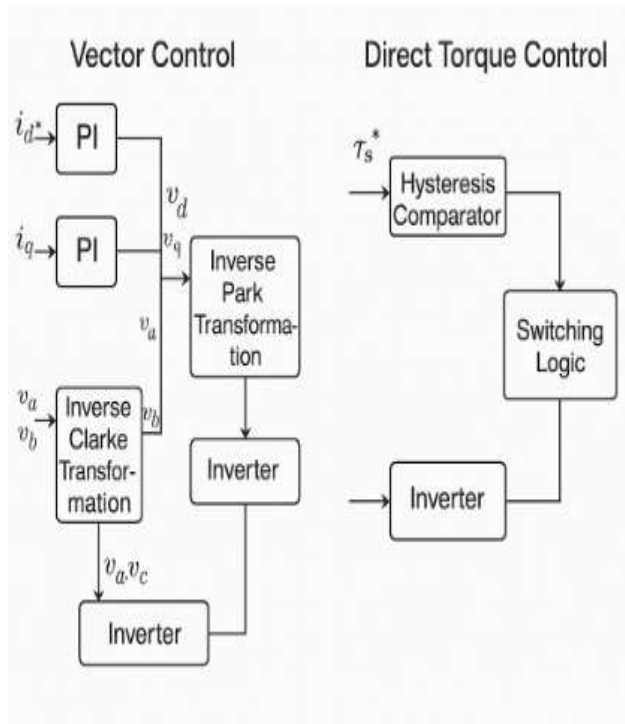 Vector Control
i_d*
PI
v_d
i_q
PI
v_q
Inverse
Park
Transforma-
tion
v_a
v_a
v_b
Inverse
Clarke
Transfor-
mation
v_b
Inverter
v_a,v_c
Inverter
Direct Torque Control
τ_s*
Hysteresis
Comparator
Switching
Logic
Inverter